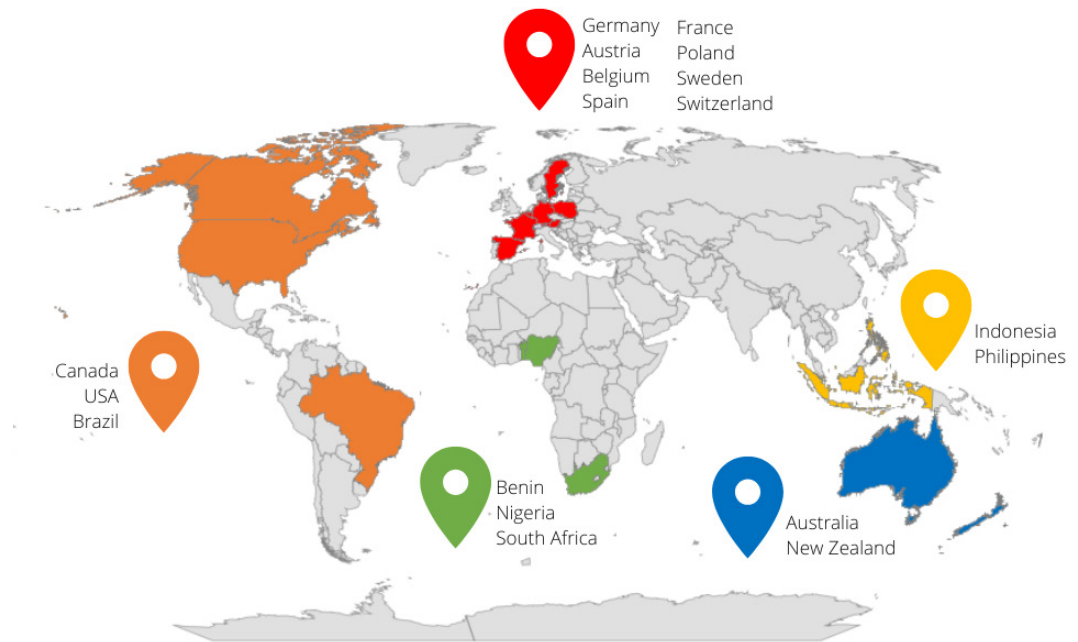 Germany
Austria
Belgium
Spain
France
Poland
Sweden
Switzerland
Canada
USA
Brazil
Indonesia
Philippines
Benin
Nigeria
South Africa
Australia
New Zealand